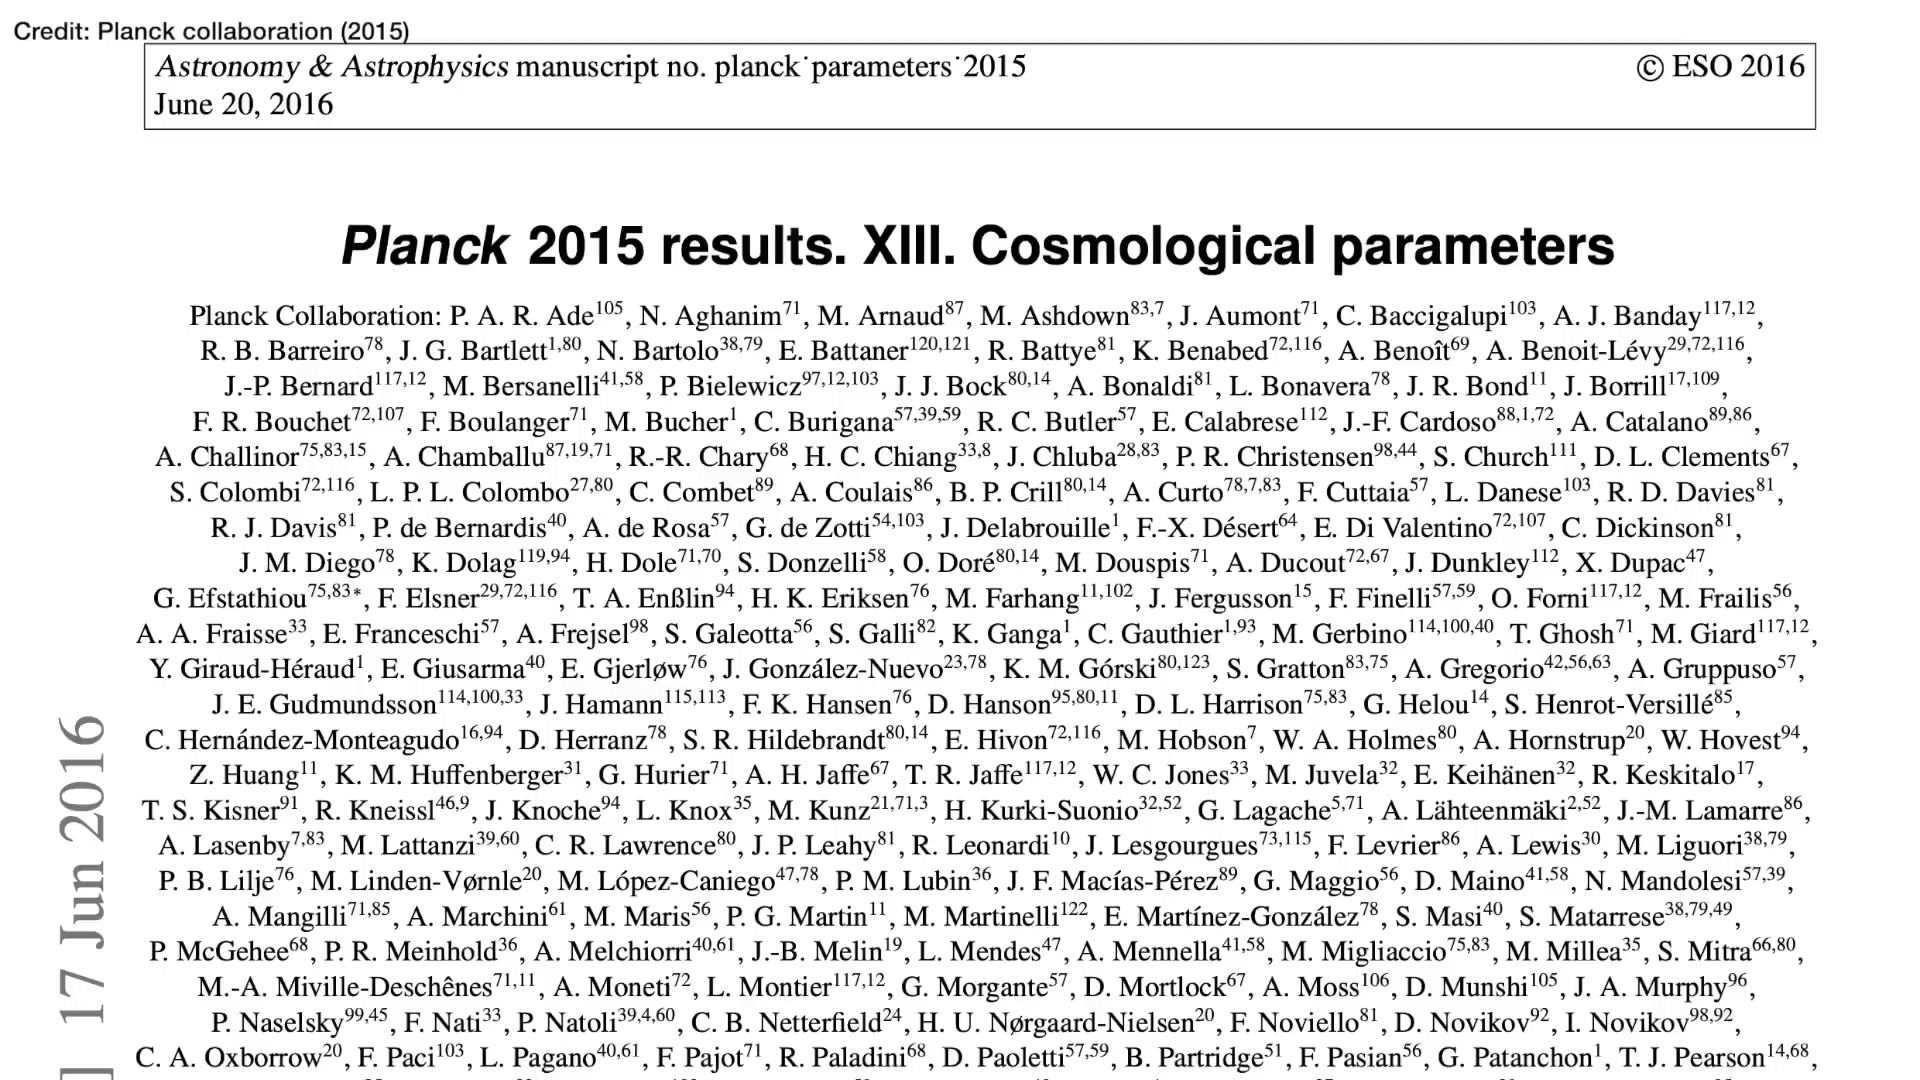 Credit: Planck collaboration (2015)
Astronomy & Astrophysics manuscript no. planck˙parameters˙2015 © ESO 2016
June 20, 2016
Planck 2015 results. XIII. Cosmological parameters
Planck Collaboration: P. A. R. Ade105, N. Aghanim71, M. Arnaud87, M. Ashdown83,7, J. Aumont71, C. Baccigalupi103, A. J. Banday117,12,
R. B. Barreiro78, J. G. Bartlett1,80, N. Bartolo38,79, E. Battaner120,121, R. Battye81, K. Benabed72,116, A. Benoît69, A. Benoit-Lévy29,72,116,
J.-P. Bernard117,12, M. Bersanelli41,58, P. Bielewicz97,12,103, J. J. Bock80,14, A. Bonaldi81, L. Bonavera78, J. R. Bond11, J. Borrill17,109,
F. R. Bouchet72,107, F. Boulanger71, M. Bucher1, C. Burigana57,39,59, R. C. Butler57, E. Calabrese112, J.-F. Cardoso88,1,72, A. Catalano89,86,
A. Challinor75,83,15, A. Chamballu87,19,71, R.-R. Chary68, H. C. Chiang33,8, J. Chluba28,83, P. R. Christensen98,44, S. Church111, D. L. Clements67,
S. Colombi72,116, L. P. L. Colombo27,80, C. Combet89, A. Coulais86, B. P. Crill80,14, A. Curto78,7,83, F. Cuttaia57, L. Danese103, R. D. Davies81,
R. J. Davis81, P. de Bernardis40, A. de Rosa57, G. de Zotti54,103, J. Delabrouille1, F.-X. Désert64, E. Di Valentino72,107, C. Dickinson81,
J. M. Diego78, K. Dolag119,94, H. Dole71,70, S. Donzelli58, O. Doré80,14, M. Douspis71, A. Ducout72,67, J. Dunkley112, X. Dupac47,
G. Efstathiou75,83*, F. Elsner29,72,116, T. A. Enßlin94, H. K. Eriksen76, M. Farhang11,102, J. Fergusson15, F. Finelli57,59, O. Forni117,12, M. Frailis56,
A. A. Fraisse33, E. Franceschi57, A. Frejsel98, S. Galeotta56, S. Galli82, K. Ganga1, C. Gauthier1,93, M. Gerbino114,100,40, T. Ghosh71, M. Giard117,12,
Y. Giraud-Héraud1, E. Giusarma40, E. Gjerløw76, J. González-Nuevo23,78, K. M. Górski80,123, S. Gratton83,75, A. Gregorio42,56,63, A. Gruppuso57,
J. E. Gudmundsson114,100,33, J. Hamann115,113, F. K. Hansen76, D. Hanson95,80,11, D. L. Harrison75,83, G. Helou14, S. Henrot-Versillé85,
C. Hernández-Monteagudo16,94, D. Herranz78, S. R. Hildebrandt80,14, E. Hivon72,116, M. Hobson7, W. A. Holmes80, A. Hornstrup20, W. Hovest94,
Z. Huang11, K. M. Huffenberger31, G. Hurier71, A. H. Jaffe67, T. R. Jaffe117,12, W. C. Jones33, M. Juvela32, E. Keihänen32, R. Keskitalo17,
T. S. Kisner91, R. Kneissl46,9, J. Knoche94, L. Knox35, M. Kunz21,71,3, H. Kurki-Suonio32,52, G. Lagache5,71, A. Lähteenmäki2,52, J.-M. Lamarre86,
A. Lasenby7,83, M. Lattanzi39,60, C. R. Lawrence80, J. P. Leahy81, R. Leonardi10, J. Lesgourgues73,115, F. Levrier86, A. Lewis30, M. Liguori38,79,
P. B. Lilje76, M. Linden-Vørnle20, M. López-Caniego47,78, P. M. Lubin36, J. F. Macías-Pérez89, G. Maggio56, D. Maino41,58, N. Mandolesi57,39,
A. Mangilli71,85, A. Marchini61, M. Maris56, P. G. Martin11, M. Martinelli122, E. Martínez-González78, S. Masi40, S. Matarrese38,79,49,
P. McGehee68, P. R. Meinhold36, A. Melchiorri40,61, J.-B. Melin19, L. Mendes47, A. Mennella41,58, M. Migliaccio75,83, M. Millea35, S. Mitra66,80,
M.-A. Miville-Deschênes71,11, A. Moneti72, L. Montier117,12, G. Morgante57, D. Mortlock67, A. Moss106, D. Munshi105, J. A. Murphy96,
P. Naselsky99,45, F. Nati33, P. Natoli39,4,60, C. B. Netterfield24, H. U. Nørgaard-Nielsen20, F. Noviello81, D. Novikov92, I. Novikov98,92,
C. A. Oxborrow20, F. Paci103, L. Pagano40,61, F. Pajot71, R. Paladini68, D. Paoletti57,59, B. Partridge51, F. Pasian56, G. Patanchon1, T. J. Pearson14,68,
] 17 Jun 2016